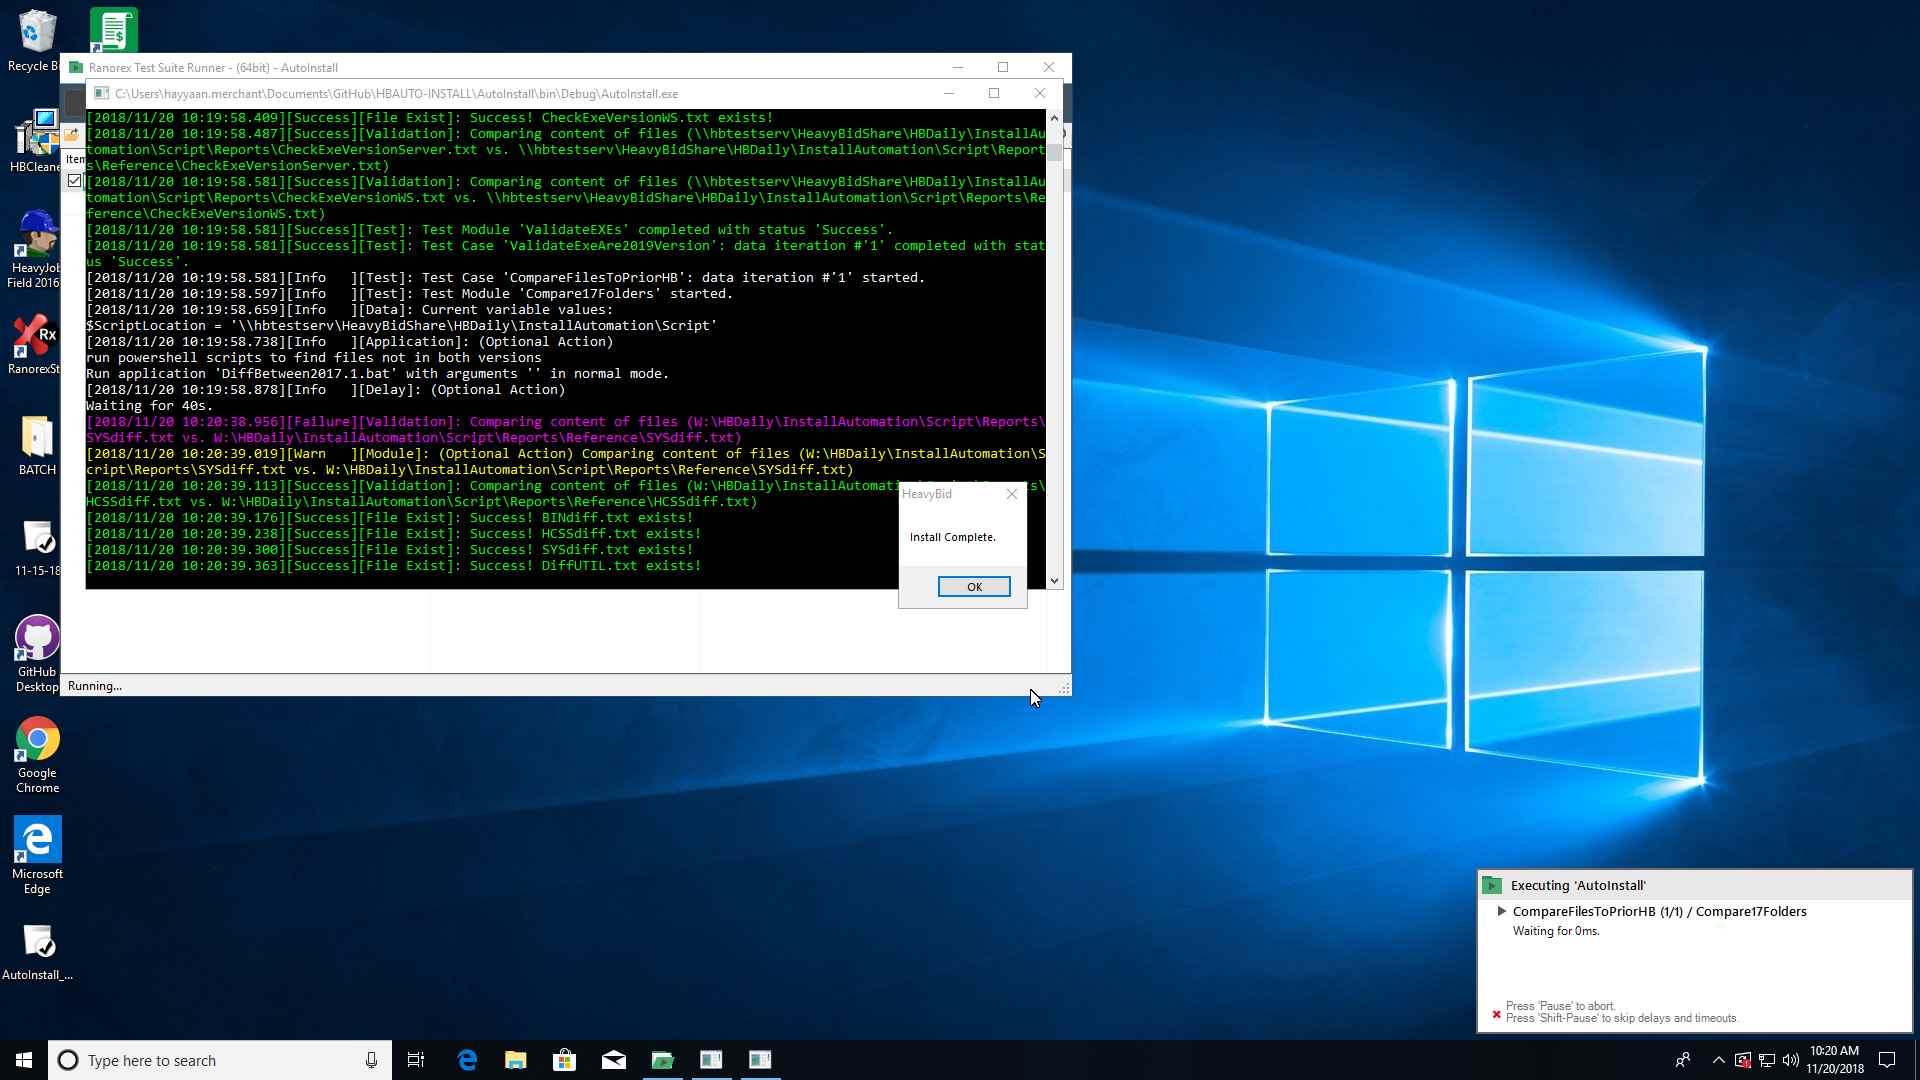 Recycle Bi
Ranorex Test Suite Runner - (64bit) - AutoInstall
C:\Users\hayyaan.merchant\Documents\GitHub\HBAUTO-INSTALL\AutoInstall\bin\Debug\AutoInstall.exe
Item
[2018/11/20 10:19:58.409][Success][File Exist]: Success! CheckExeVersionWS.txt exists!
[2018/11/20 10:19:58.487][Success][Validation]: Comparing content of files (\\hbtestserv\HeavyBidShare\HBDaily\InstallAu
tomation\Script\Reports\CheckExeVersionServer.txt vs. \\hbtestserv\HeavyBidShare\HBDaily\InstallAutomation\Script\Report
s\Reference\CheckExeVersionServer.txt)
[2018/11/20 10:19:58.581][Success][Validation]: Comparing content of files (\\hbtestserv\HeavyBidShare\HBDaily\InstallAu
tomation\Script\Reports\CheckExeVersionWS.txt vs. \\hbtestserv\HeavyBidShare\HBDaily\InstallAutomation\Script\Reports\Re
ference\CheckExeVersionWS.txt)
[2018/11/20 10:19:58.581][Success][Test]: Test Module 'ValidateEXEs' completed with status 'Success'.
[2018/11/20 10:19:58.581][Success][Test]: Test Case 'ValidateExeAre2019Version': data iteration #'1' completed with stat
us 'Success'.
[2018/11/20 10:19:58.581][Info   ][Test]: Test Case 'CompareFilesToPriorHB': data iteration #'1' started.
[2018/11/20 10:19:58.597][Info   ][Test]: Test Module 'Compare17Folders' started.
[2018/11/20 10:19:58.659][Info   ][Data]: Current variable values:
$ScriptLocation = '\\hbtestserv\HeavyBidShare\HBDaily\InstallAutomation\Script'
[2018/11/20 10:19:58.738][Info   ][Application]: (Optional Action)
run powershell scripts to find files not in both versions
Run application 'DiffBetween2017.1.bat' with arguments '' in normal mode.
[2018/11/20 10:19:58.878][Info   ][Delay]: (Optional Action)
Waiting for 40s.
[2018/11/20 10:20:38.956][Failure][Validation]: Comparing content of files (W:\HBDaily\InstallAutomation\Script\Reports\
SYSdiff.txt vs. W:\HBDaily\InstallAutomation\Script\Reports\Reference\SYSdiff.txt)
[2018/11/20 10:20:39.019][Warn   ][Module]: (Optional Action) Comparing content of files (W:\HBDaily\InstallAutomation\S
cript\Reports\SYSdiff.txt vs. W:\HBDaily\InstallAutomation\Script\Reports\Reference\SYSdiff.txt)
[2018/11/20 10:20:39.113][Success][Validation]: Comparing content of files (W:\HBDaily\InstallAutomati
HCSSdiff.txt vs. W:\HBDaily\InstallAutomation\Script\Reports\Reference\HCSSdiff.txt)
[2018/11/20 10:20:39.176][Success][File Exist]: Success! BINdiff.txt exists!
[2018/11/20 10:20:39.238][Success][File Exist]: Success! HCSSdiff.txt exists!
[2018/11/20 10:20:39.300][Success][File Exist]: Success! SYSdiff.txt exists!
[2018/11/20 10:20:39.363][Success][File Exist]: Success! DiffUTIL.txt exists!
HeavyBid
Install Complete.
OK
Running...
HBCleane
HeavyJob
Field 2016
Rx
RanorexSt
BATCH
11-15-18
GitHub
Desktop
Google
Chrome
Microsoft
Edge
AutoInstall_...
Executing 'AutoInstall'
CompareFilesToPriorHB (1/1) / Compare17Folders
Waiting for 0ms.
Press 'Pause' to abort.
Press 'Shift-Pause' to skip delays and timeouts.
Type here to search
10:20 AM
11/20/2018